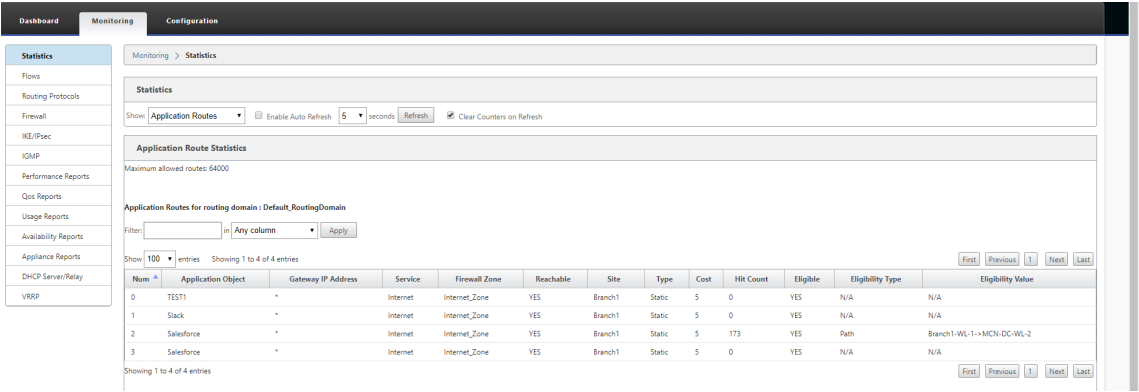 Dashboard Monitoring Configuration
Statistics
Flows
Routing Protocols
Firewall
IKE/IPsec
IGMP
Performance Reports
Qos Reports
Usage Reports
Availability Reports
Appliance Reports
DHCP Server/Relay
VRRP
Monitoring > Statistics
Statistics
Show: Application Routes Enable Auto Refresh 5 seconds Refresh Clear Counters on Refresh
Application Route Statistics
Maximum allowed routes: 64000
Application Routes for routing domain : Default_RoutingDomain
Filter: in Any column Apply
Show 100 entries Showing 1 to 4 of 4 entries First Previous 1 Next Last
Num Application Object Gateway IP Address Service Firewall Zone Reachable Site Type Cost Hit Count Eligible Eligibility Type Eligibility Value
0 TEST1 * Internet Internet_Zone YES Branch1 Static 5 0 YES N/A N/A
1 Slack * Internet Internet_Zone YES Branch1 Static 5 0 YES N/A N/A
2 Salesforce * Internet Internet_Zone YES Branch1 Static 5 173 YES Path Branch1-WL-1->MCN-DC-WL-2
3 Salesforce * Internet Internet_Zone YES Branch1 Static 5 0 YES N/A N/A
Showing 1 to 4 of 4 entries First Previous 1 Next Last